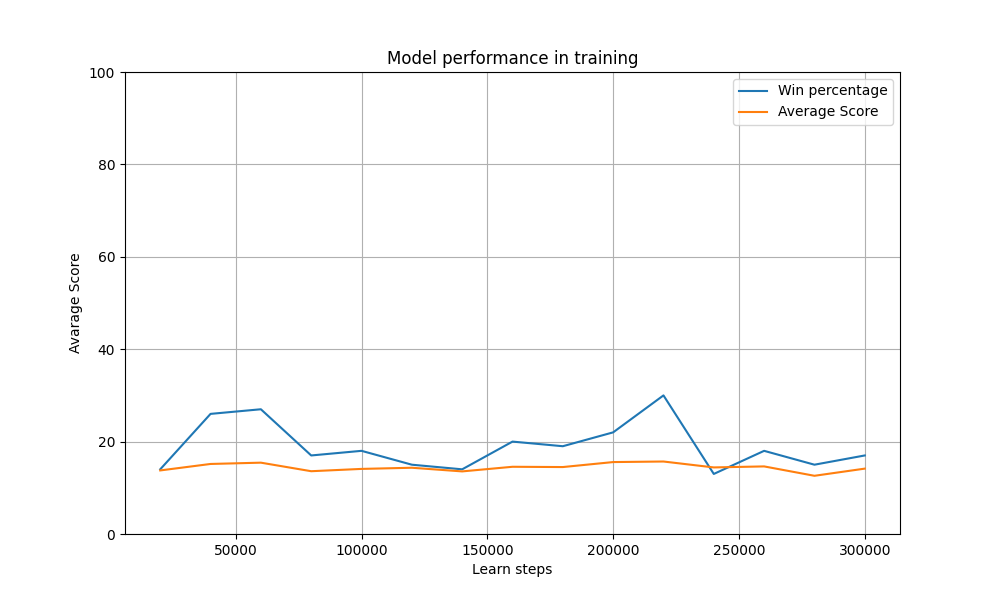 Model performance in training
Win percentage
Average Score
100
80
60
40
20
0
Avarage Score
50000
100000
150000
200000
250000
300000
Learn steps